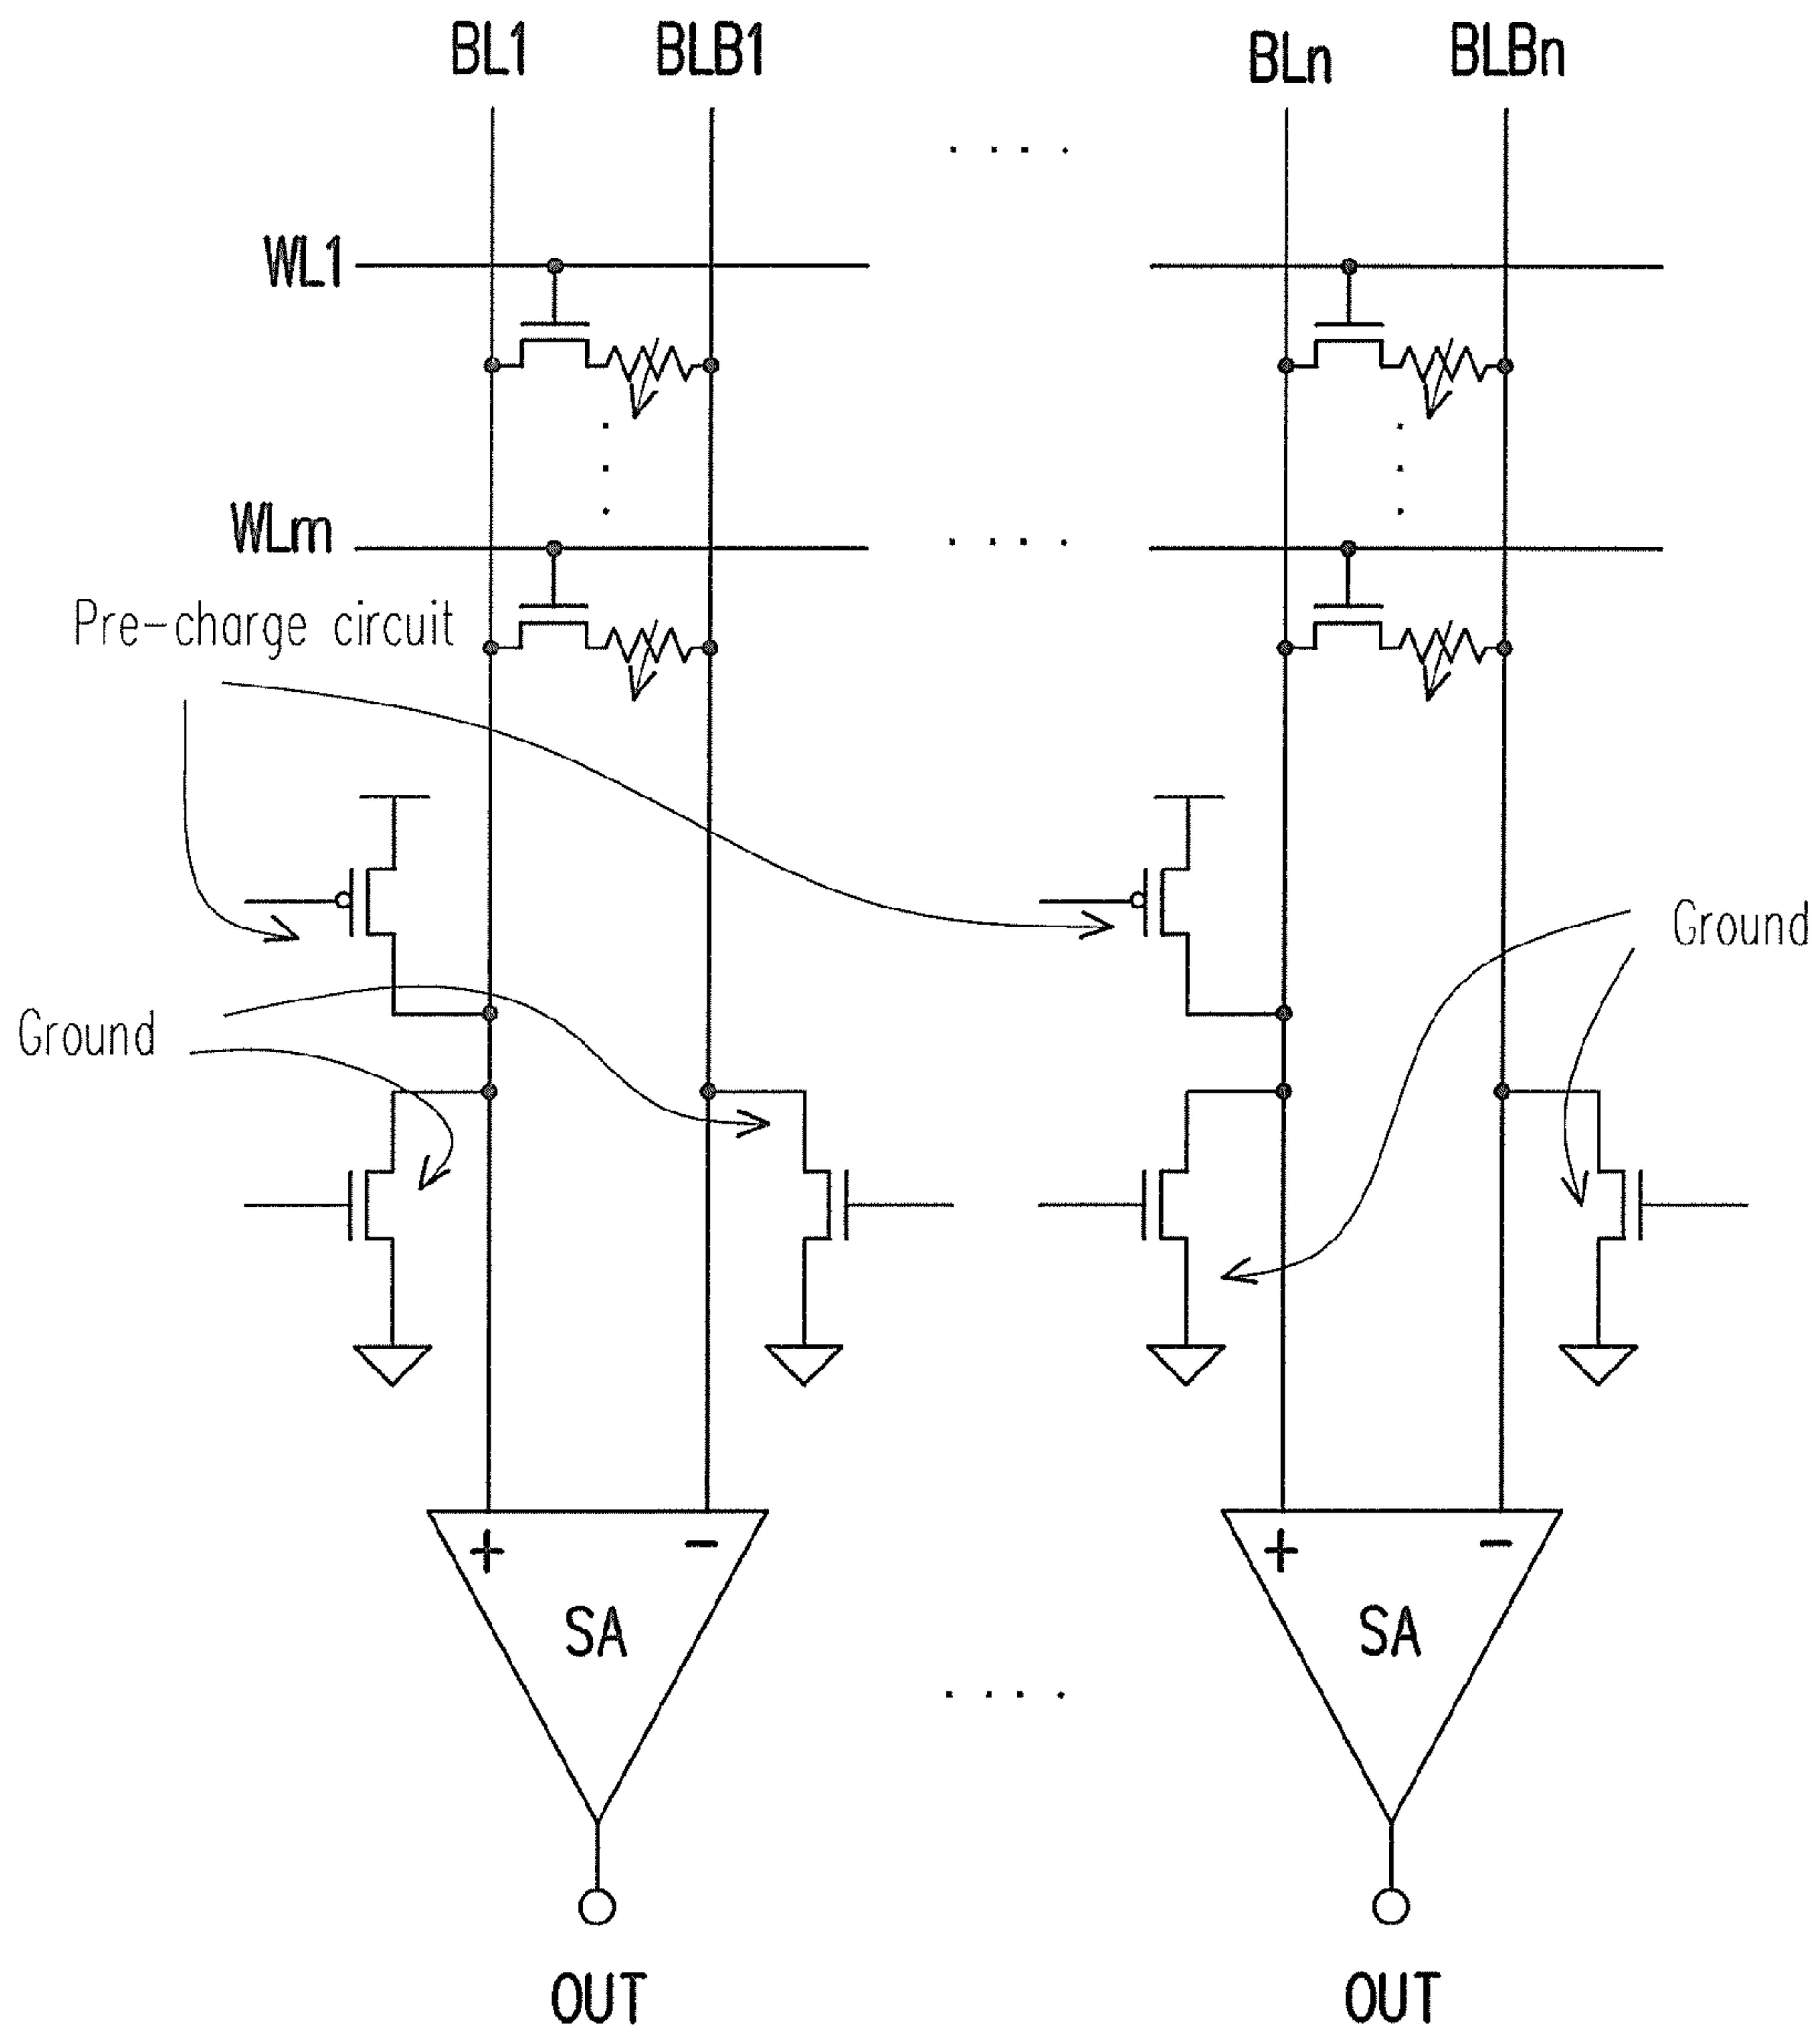 BL1 BLB1 BLn BLBn
WL1
WLm
Pre-charge circuit
Ground
Ground
+ − + −
SA SA
OUT OUT